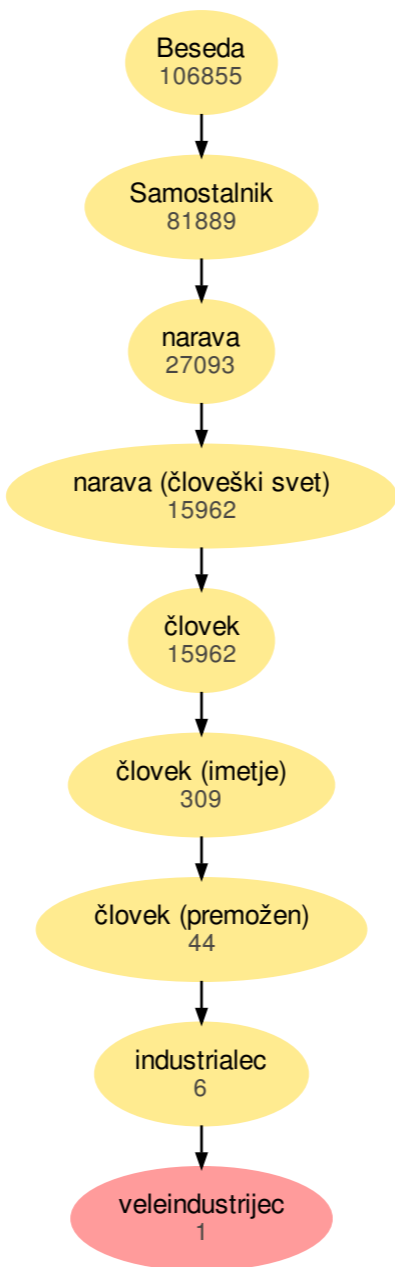 Beseda
106855
Samostalnik
81889
narava
27093
narava (človeški svet)
15962
človek
15962
človek (imetje)
309
človek (premožen)
44
industrialec
6
veleindustrijec
1